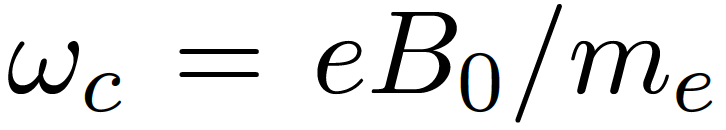 ω_c = eB_0/m_e